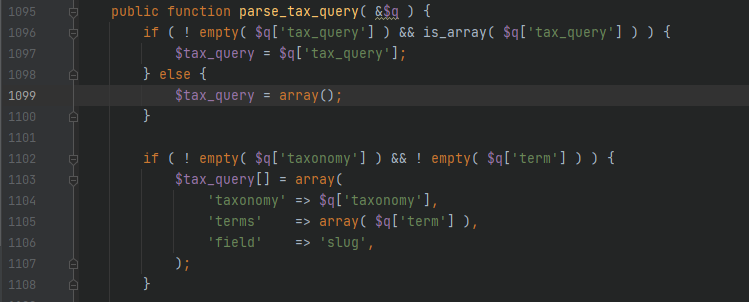 1095 public function parse_tax_query( &$q ) {
1096 if ( ! empty( $q['tax_query'] ) && is_array( $q['tax_query'] ) ) {
1097 $tax_query = $q['tax_query'];
1098 } else {
1099 $tax_query = array();
1100 }
1101
1102 if ( ! empty( $q['taxonomy'] ) && ! empty( $q['term'] ) ) {
1103 $tax_query[] = array(
1104 'taxonomy' => $q['taxonomy'],
1105 'terms' => array( $q['term'] ),
1106 'field' => 'slug',
1107 );
1108 }